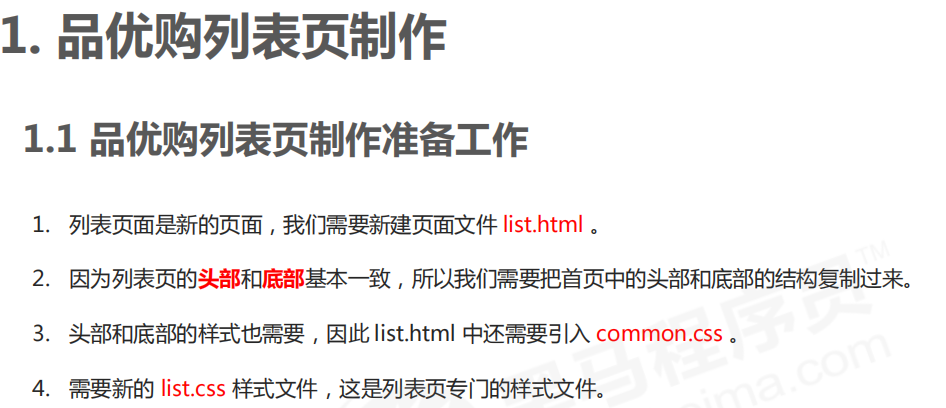 1. 品优购列表页制作
1.1 品优购列表页制作准备工作
1. 列表页面是新的页面，我们需要新建页面文件 list.html 。
2. 因为列表页的头部和底部基本一致，所以我们需要把首页中的头部和底部的结构复制过来。
3. 头部和底部的样式也需要，因此 list.html 中还需要引入 common.css 。
4. 需要新的 list.css 样式文件，这是列表页专门的样式文件。
马程序员TM
ima.com